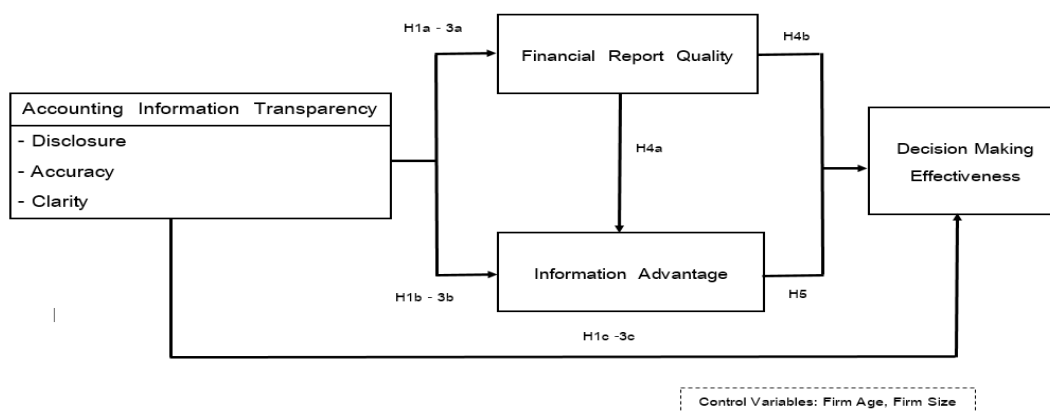 H1a - 3a
Financial Report Quality
H4b
Accounting Information Transparency
- Disclosure
- Accuracy
- Clarity
H4a
Decision Making
Effectiveness
Information Advantage
H1b - 3b
H5
H1c -3c
Control Variables: Firm Age, Firm Size